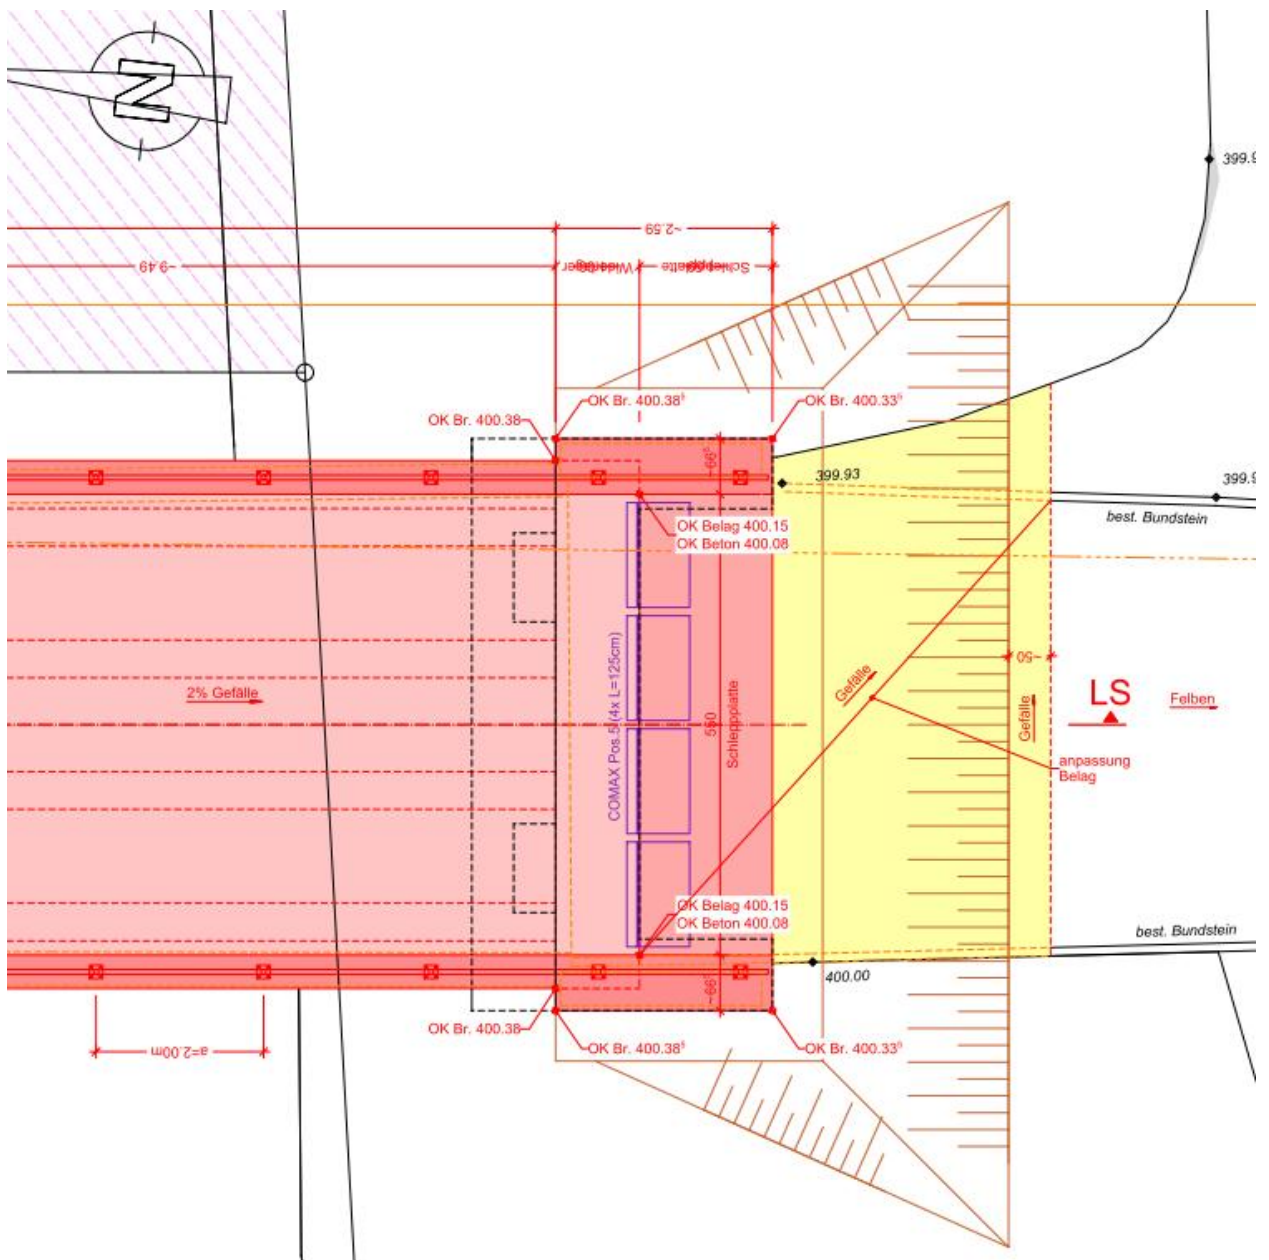 N
399.9
~2.59
~9.49
OK Br. 400.38
OK Br. 400.38⁵
OK Br. 400.33⁵
~66⁵
399.93
399.9
best. Bundstein
OK Belag 400.15
OK Beton 400.08
COMAX Pos.5 (4x L=125cm)
550
Schleppplatte
2% Gefälle
Gefälle
~50
Gefälle
LS
Felben
anpassung
Belag
OK Belag 400.15
OK Beton 400.08
best. Bundstein
400.00
~66⁵
OK Br. 400.38
OK Br. 400.38⁵
OK Br. 400.33⁵
a=2.00m